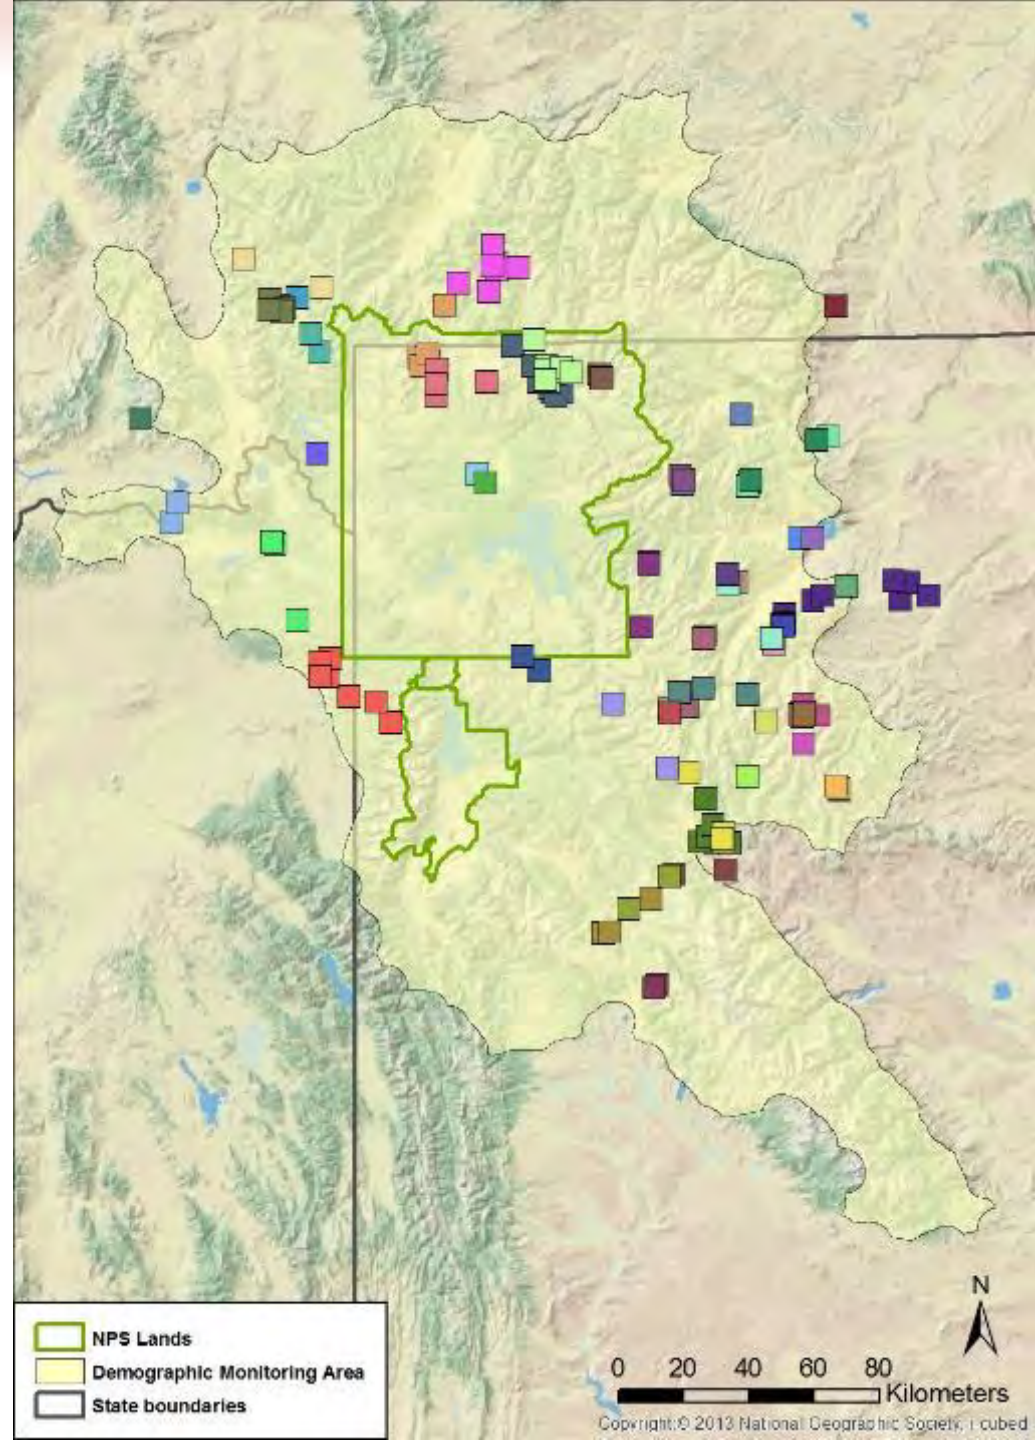 N
0 20 40 60 80
Kilometers
NPS Lands
Demographic Monitoring Area
State boundaries
Copyright:© 2013 National Geographic Society, i-cubed